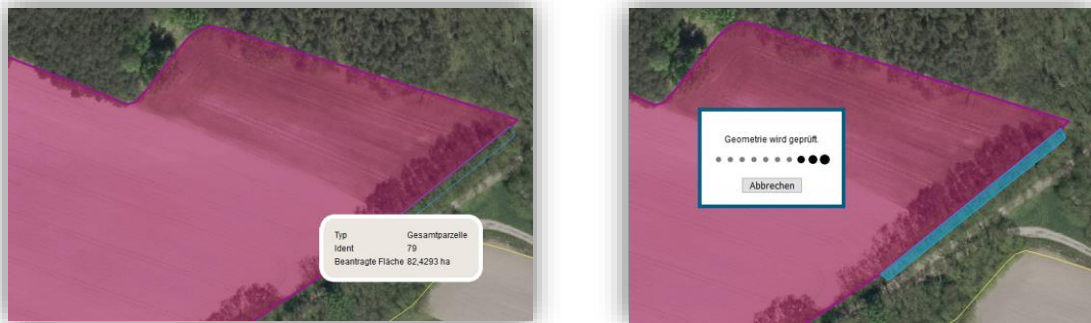 Typ Gesamtparzelle
Ident 79
Beantragte Fläche 82,4293 ha
Geometrie wird geprüft.
Abbrechen